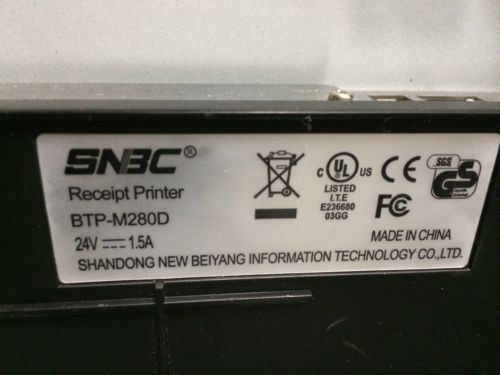 SNBC®
Receipt Printer
BTP-M280D
24V 1.5A
C UL US
LISTED
I.T.E
E236680
03GG
CE
FC
SGS
GS
MADE IN CHINA
SHANDONG NEW BEIYANG INFORMATION TECHNOLOGY CO.,LTD.